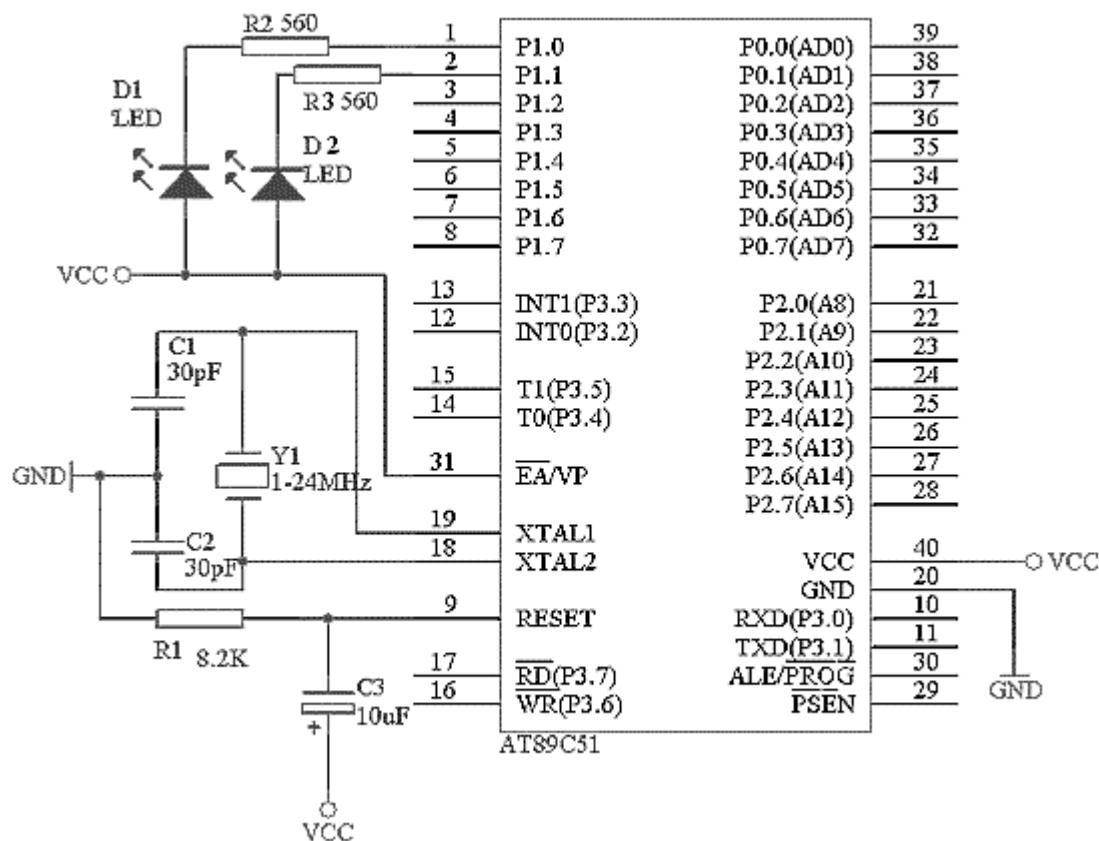 R2 560
1
P1.0
P0.0(AD0)
39
2
P1.1
P0.1(AD1)
38
D1
LED
R3 560
3
P1.2
P0.2(AD2)
37
4
P1.3
P0.3(AD3)
36
D2
LED
5
P1.4
P0.4(AD4)
35
6
P1.5
P0.5(AD5)
34
7
P1.6
P0.6(AD6)
33
8
P1.7
P0.7(AD7)
32
VCC
13
INT1(P3.3)
P2.0(A8)
21
12
INT0(P3.2)
P2.1(A9)
22
C1
30pF
P2.2(A10)
23
15
T1(P3.5)
P2.3(A11)
24
14
T0(P3.4)
P2.4(A12)
25
P2.5(A13)
26
GND
Y1
1-24MHz
31
EA/VP
P2.6(A14)
27
P2.7(A15)
28
19
XTAL1
C2
30pF
18
XTAL2
VCC
40
VCC
GND
20
R1 8.2K
9
RESET
RXD(P3.0)
10
TXD(P3.1)
11
17
RD(P3.7)
ALE/PROG
30
GND
C3
10uF
+
16
WR(P3.6)
PSEN
29
AT89C51
VCC